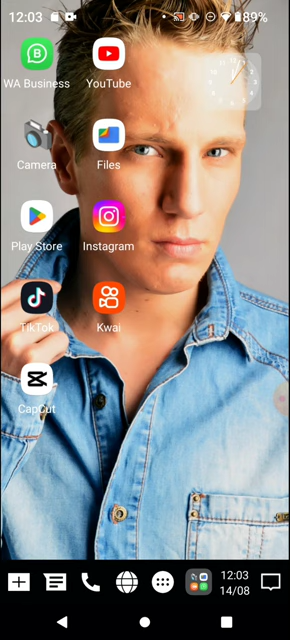 12:03
89%
WA Business
YouTube
Camera
Files
Play Store
Instagram
TikTok
Kwai
CapCut
12:03
14/08